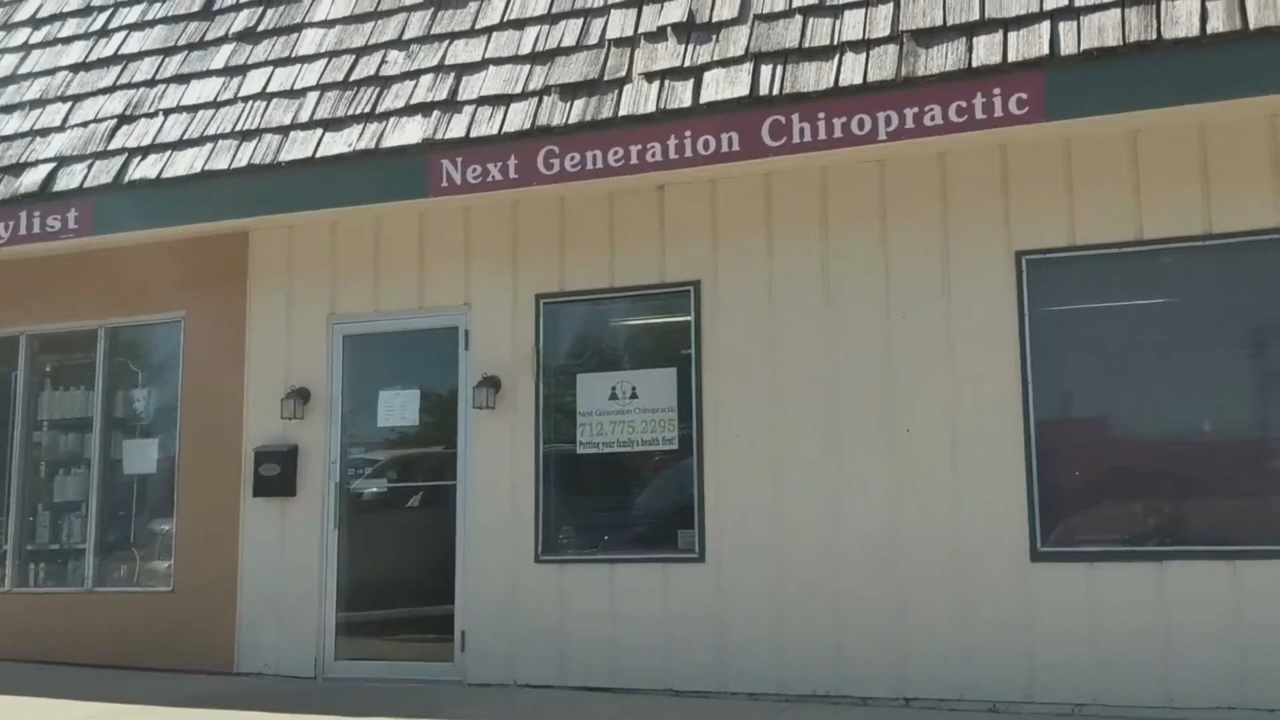 Next Generation Chiropractic
ylist
Next Generation Chiropractic
712.775.2295
Putting your family's health first!